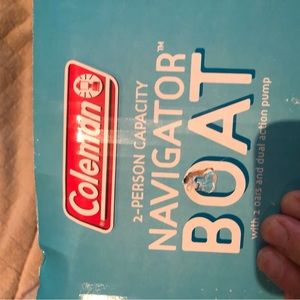 Coleman
2-PERSON CAPACITY
NAVIGATOR™
BOAT
with 2 oars and dual action pump